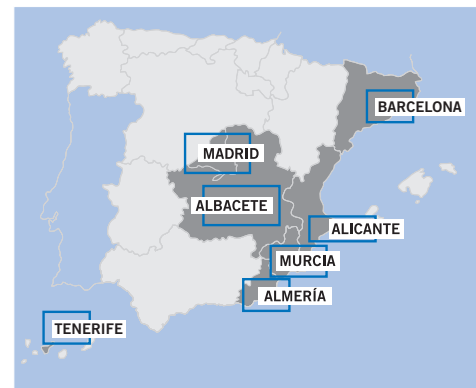 BARCELONA
MADRID
ALBACETE
ALICANTE
MURCIA
ALMERÍA
TENERIFE